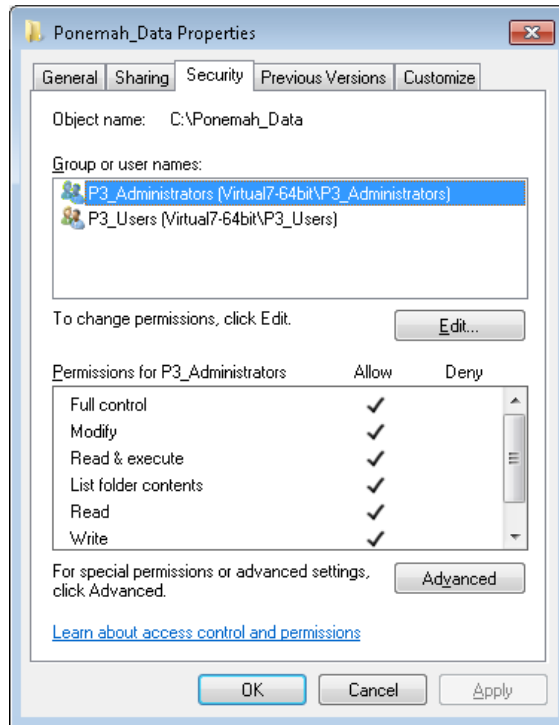 Ponemah_Data Properties
General Sharing Security Previous Versions Customize
Object name: C:\Ponemah_Data
Group or user names:
P3_Administrators (Virtual7-64bit\P3_Administrators)
P3_Users (Virtual7-64bit\P3_Users)
To change permissions, click Edit.
Edit...
Permissions for P3_Administrators Allow Deny
Full control
Modify
Read & execute
List folder contents
Read
Write
For special permissions or advanced settings,
click Advanced.
Advanced
Learn about access control and permissions
OK Cancel Apply